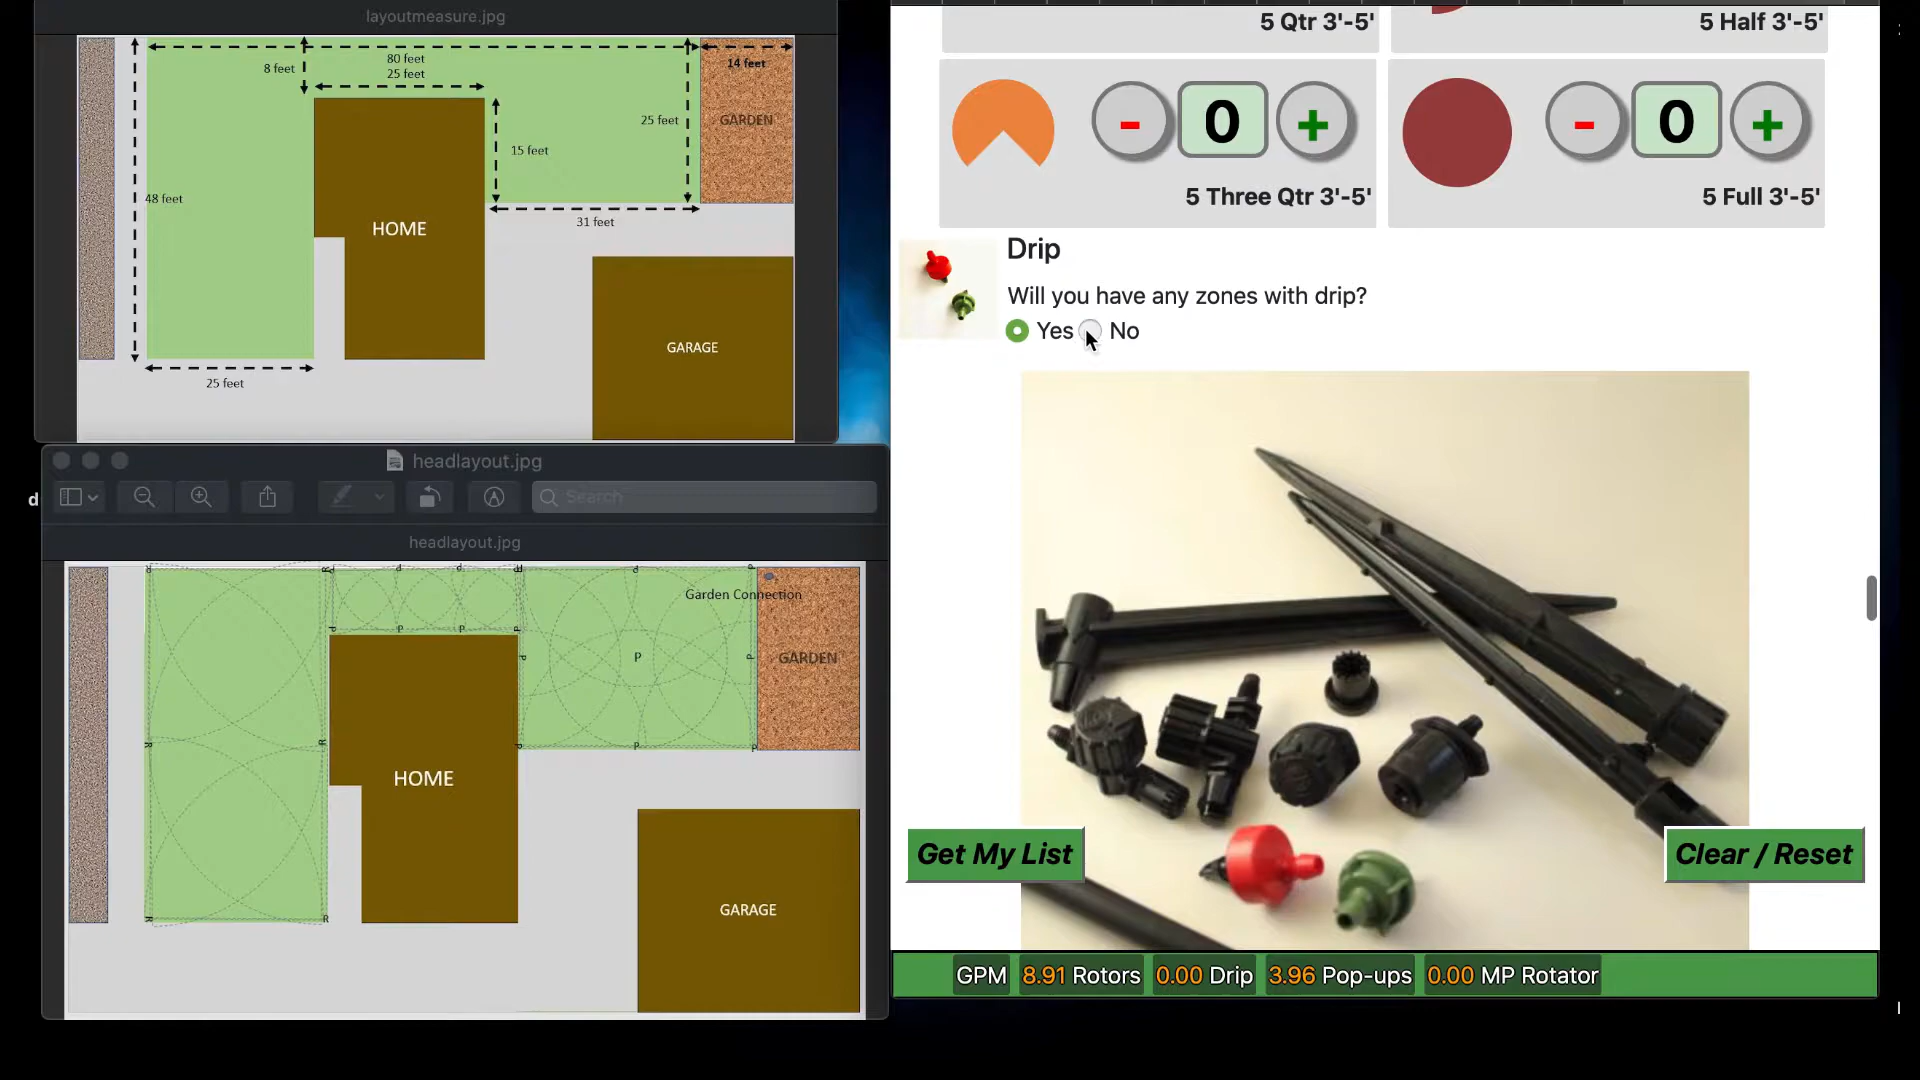 layoutmeasure.jpg
80 feet
8 feet
25 feet
14 feet
25 feet
GARDEN
15 feet
48 feet
HOME
31 feet
GARAGE
25 feet
headlayout.jpg
d
Search
headlayout.jpg
Garden Connection
P
GARDEN
HOME
GARAGE
5 Qtr 3'-5'
5 Half 3'-5'
- 0 +
- 0 +
5 Three Qtr 3'-5'
5 Full 3'-5'
Drip
Will you have any zones with drip?
Yes No
Get My List
Clear / Reset
GPM 8.91 Rotors 0.00 Drip 3.96 Pop-ups 0.00 MP Rotator